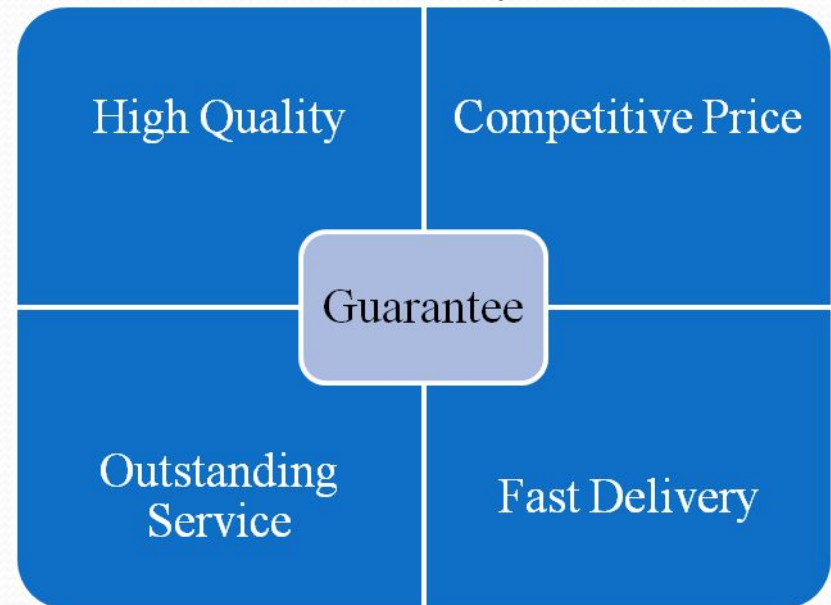 High Quality
Competitive Price
Guarantee
Outstanding
Service
Fast Delivery